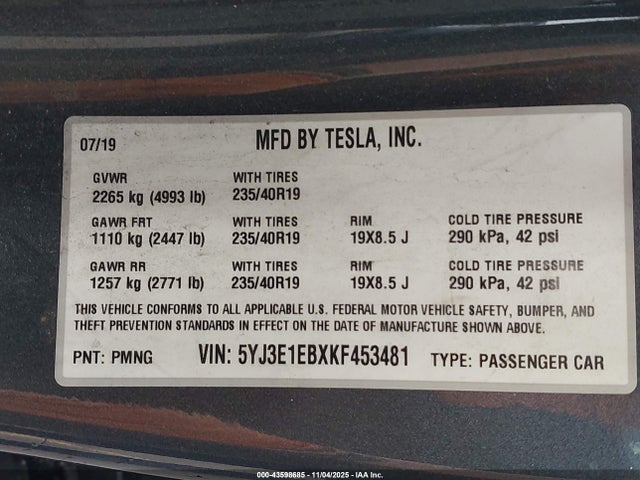 07/19 MFD BY TESLA, INC.
GVWR WITH TIRES
2265 kg (4993 lb) 235/40R19
GAWR FRT WITH TIRES RIM COLD TIRE PRESSURE
1110 kg (2447 lb) 235/40R19 19X8.5 J 290 kPa, 42 psi
GAWR RR WITH TIRES RIM COLD TIRE PRESSURE
1257 kg (2771 lb) 235/40R19 19X8.5 J 290 kPa, 42 psi
THIS VEHICLE CONFORMS TO ALL APPLICABLE U.S. FEDERAL MOTOR VEHICLE SAFETY, BUMPER, AND
THEFT PREVENTION STANDARDS IN EFFECT ON THE DATE OF MANUFACTURE SHOWN ABOVE.
PNT: PMNG VIN: 5YJ3E1EBXKF453481 TYPE: PASSENGER CAR
000-43598685 - 11/04/2025 - IAA Inc.